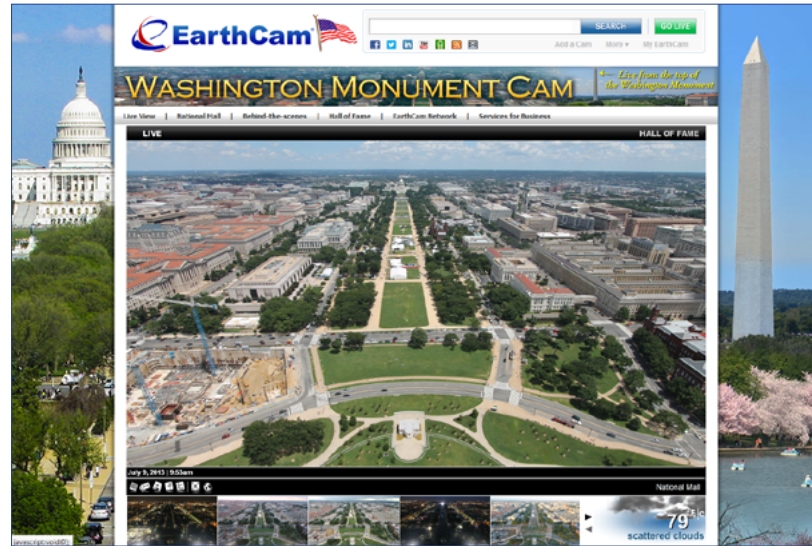 EarthCam
SEARCH
GO LIVE
Add a Cam More ▾ My EarthCam
WASHINGTON MONUMENT CAM
Live from the top of
the Washington Monument
Live View | National Mall | Behind-the-scenes | Hall of Fame | EarthCam Network | Services for Business
LIVE
HALL OF FAME
July 9, 2013 | 9:53am
National Mall
79°
scattered clouds
javascript:void(0);